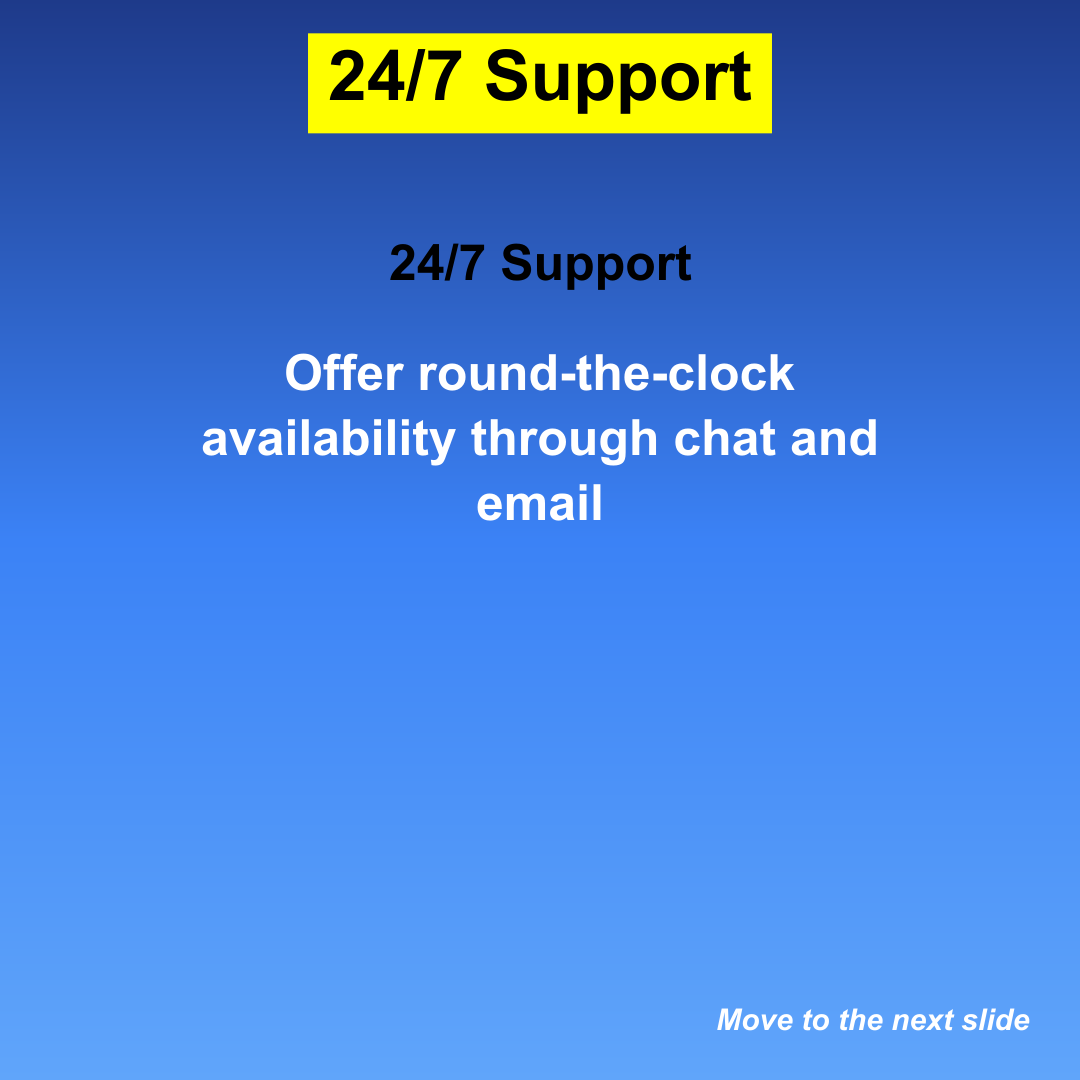 24/7 Support
24/7 Support
Offer round-the-clock
availability through chat and
email
Move to the next slide